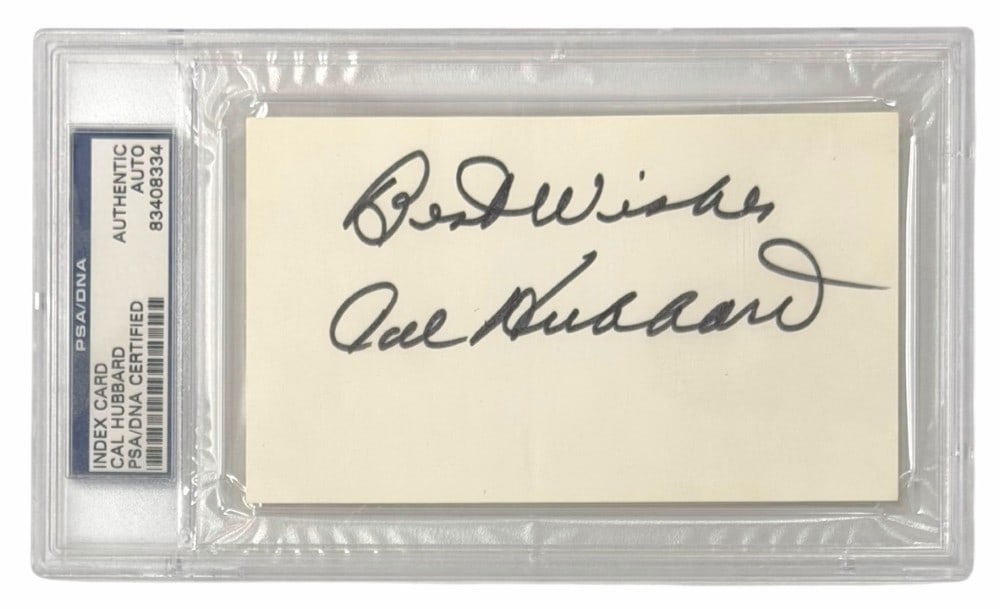 PSA/DNA
INDEX CARD
CAL HUBBARD
PSA/DNA CERTIFIED
AUTHENTIC
AUTO
83408334
Best Wishes
Cal Hubbard